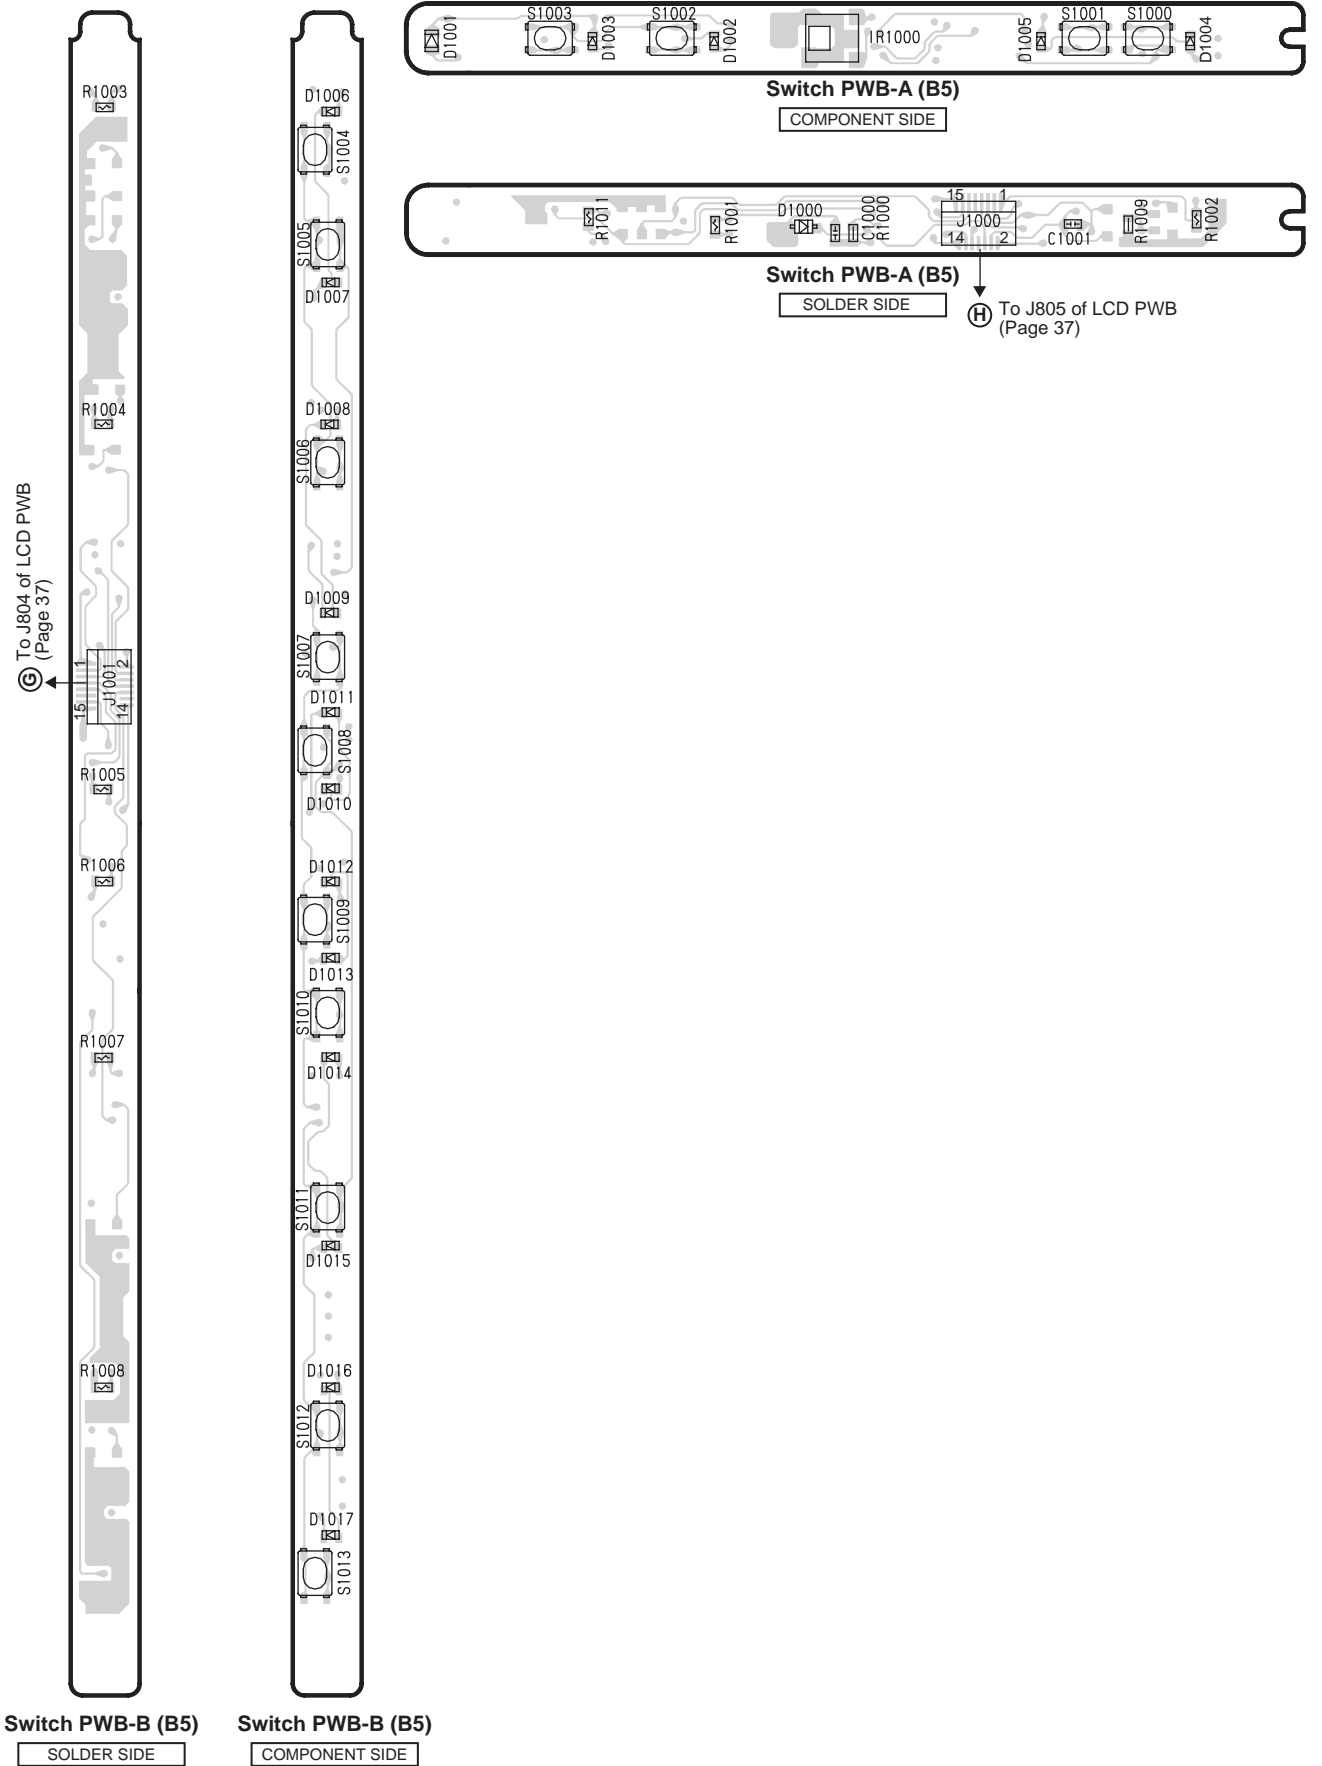 S1003 S1002 S1001 S1000
D1001 D1003 D1002 IR1000 D1005 D1004
Switch PWB-A (B5)
COMPONENT SIDE
15 1
R1011 R1001 D1000 C1000 R1000 J1000 C1001 R1009 R1002
14 2
Switch PWB-A (B5)
SOLDER SIDE
H To J805 of LCD PWB
(Page 37)
R1003
R1004
G To J804 of LCD PWB
(Page 37)
1 2
J1001
15 14
R1005
R1006
R1007
R1008
Switch PWB-B (B5)
SOLDER SIDE
D1006
S1004
S1005
D1007
D1008
S1006
D1009
S1007
D1011
S1008
D1010
D1012
S1009
D1013
S1010
D1014
S1011
D1015
D1016
S1012
D1017
S1013
Switch PWB-B (B5)
COMPONENT SIDE